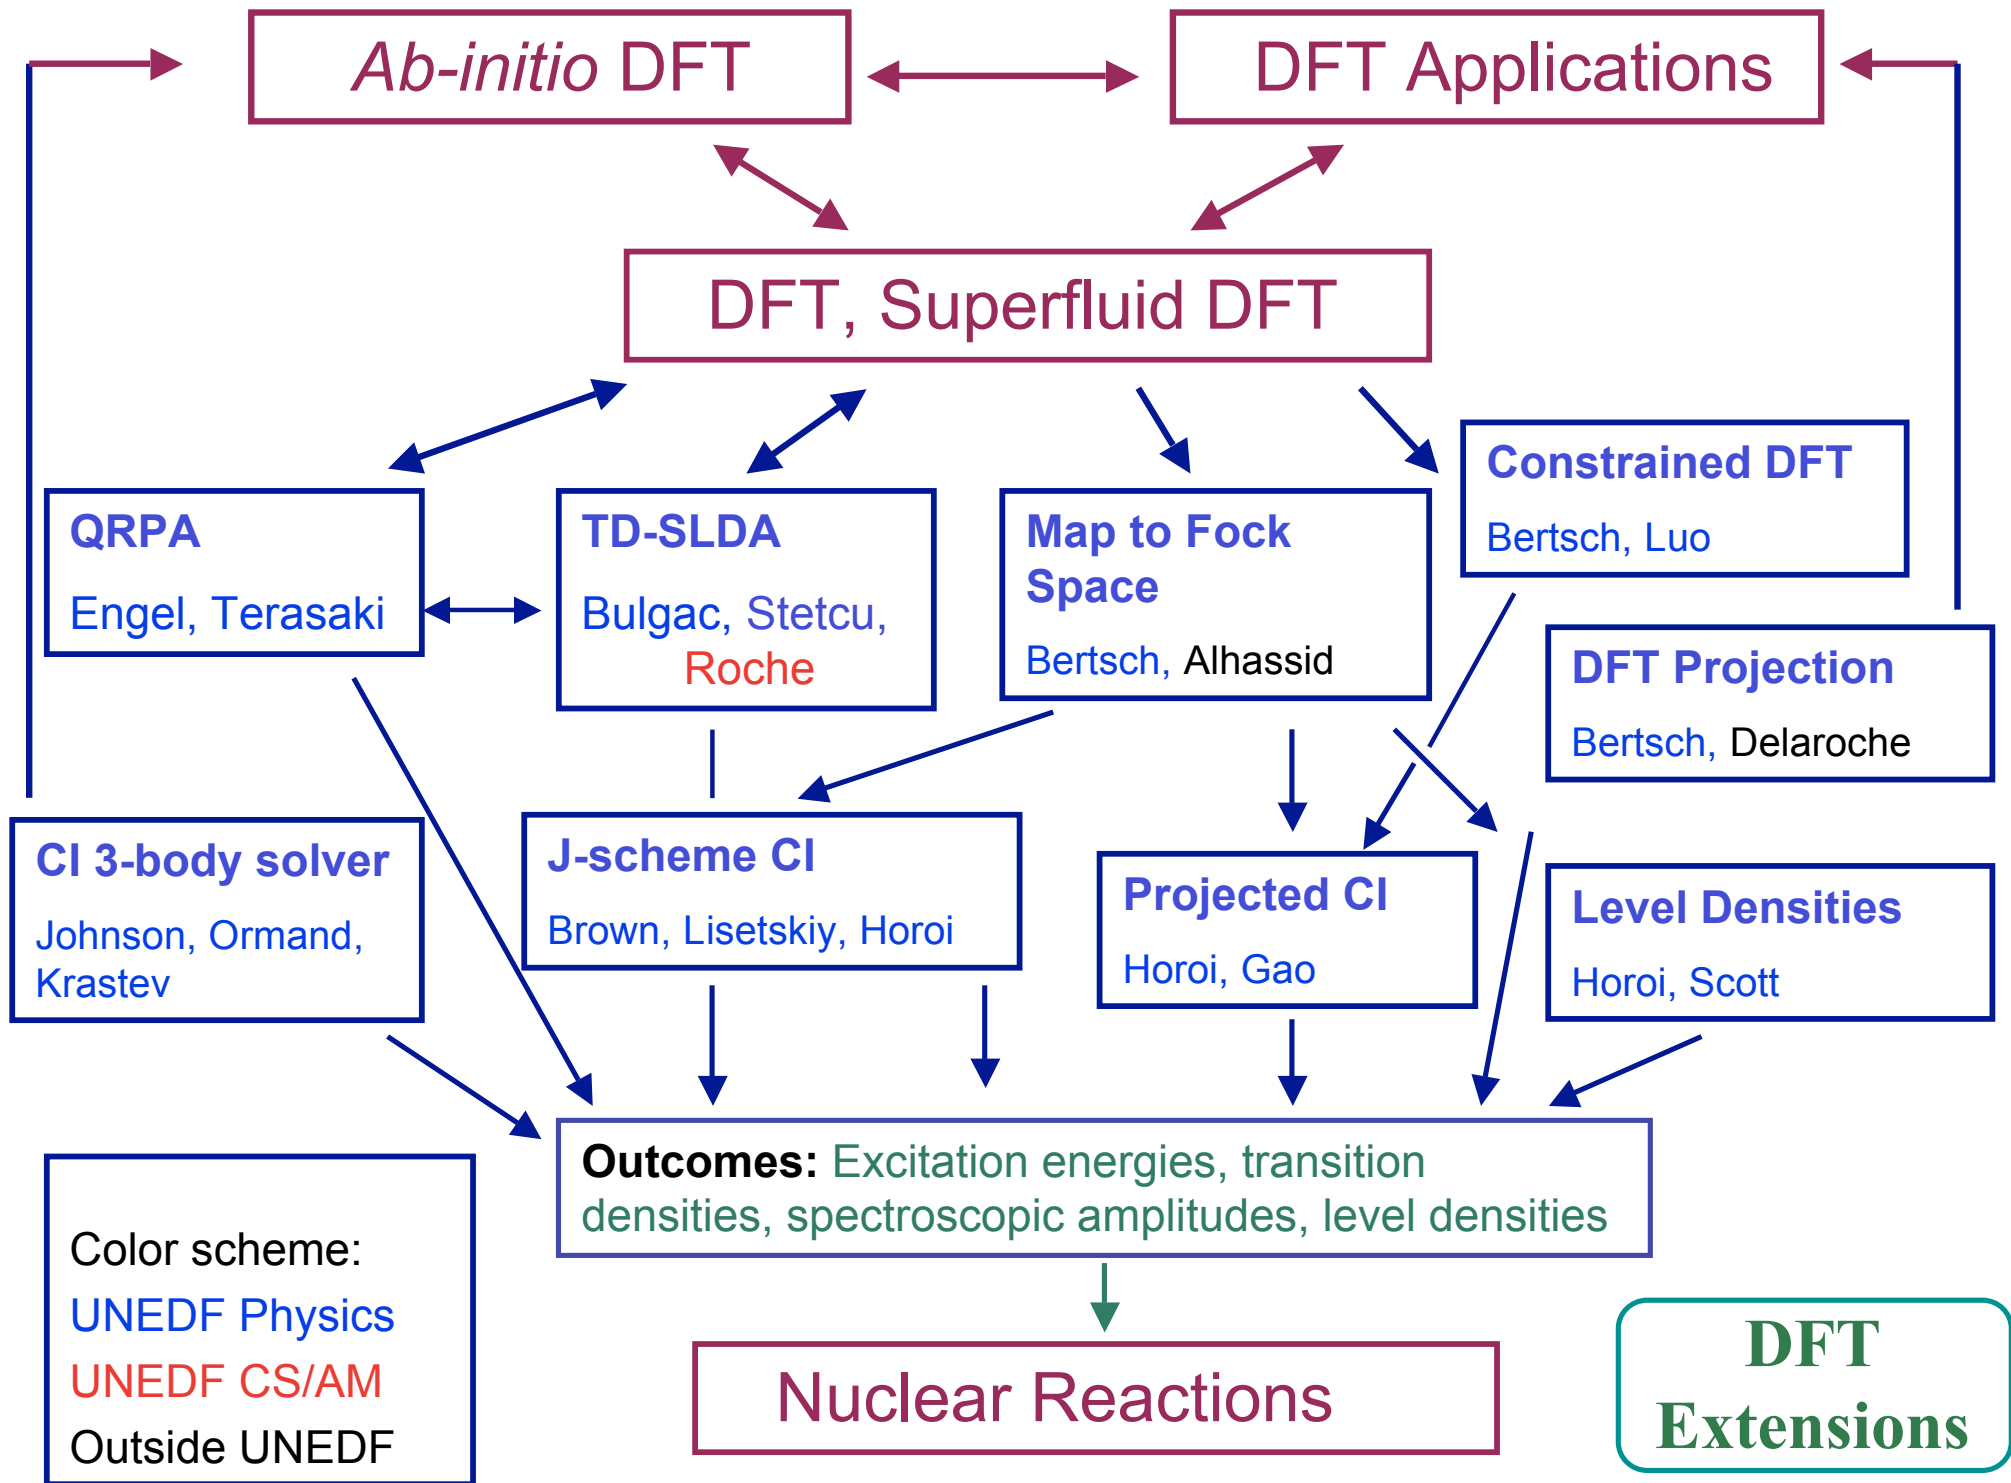 Ab-initio DFT
DFT Applications
DFT, Superfluid DFT
QRPA
Engel, Terasaki
TD-SLDA
Bulgac, Stetcu,
Roche
Map to Fock
Space
Bertsch, Alhassid
Constrained DFT
Bertsch, Luo
DFT Projection
Bertsch, Delaroche
CI 3-body solver
Johnson, Ormand,
Krastev
J-scheme CI
Brown, Lisetskiy, Horoi
Projected CI
Horoi, Gao
Level Densities
Horoi, Scott
Outcomes: Excitation energies, transition
densities, spectroscopic amplitudes, level densities
Color scheme:
UNEDF Physics
UNEDF CS/AM
Outside UNEDF
Nuclear Reactions
DFT
Extensions